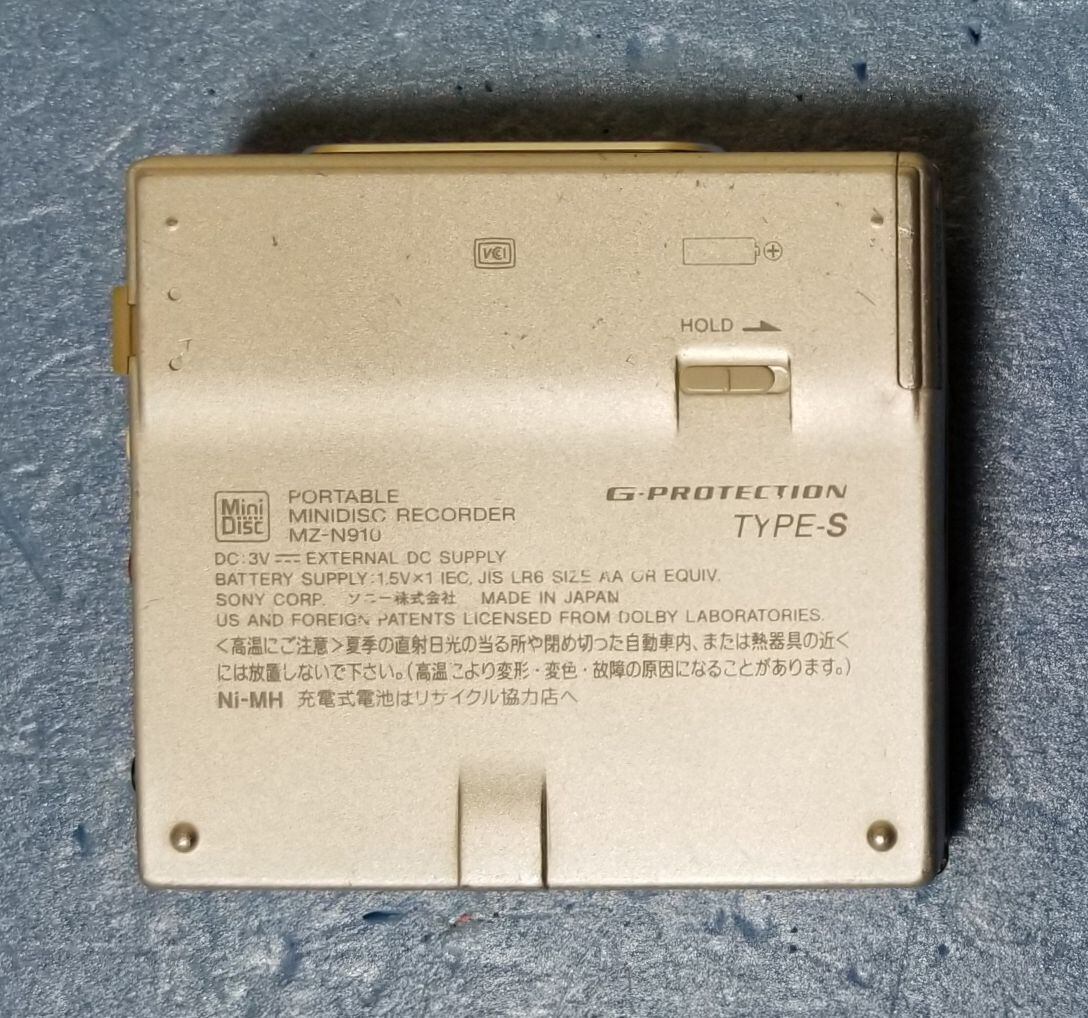 VCCI
⊕
HOLD
Mini Disc
PORTABLE
MINIDISC RECORDER
MZ-N910
G-PROTECTION
TYPE-S
DC:3V ⎓ EXTERNAL DC SUPPLY
BATTERY SUPPLY:1.5V×1 IEC, JIS LR6 SIZE AA OR EQUIV.
SONY CORP. ソニー株式会社 MADE IN JAPAN
US AND FOREIGN PATENTS LICENSED FROM DOLBY LABORATORIES.
<高温にご注意>夏季の直射日光の当る所や閉め切った自動車内、または熱器具の近く
には放置しないで下さい。(高温により変形・変色・故障の原因になることがあります。)
Ni-MH 充電式電池はリサイクル協力店へ